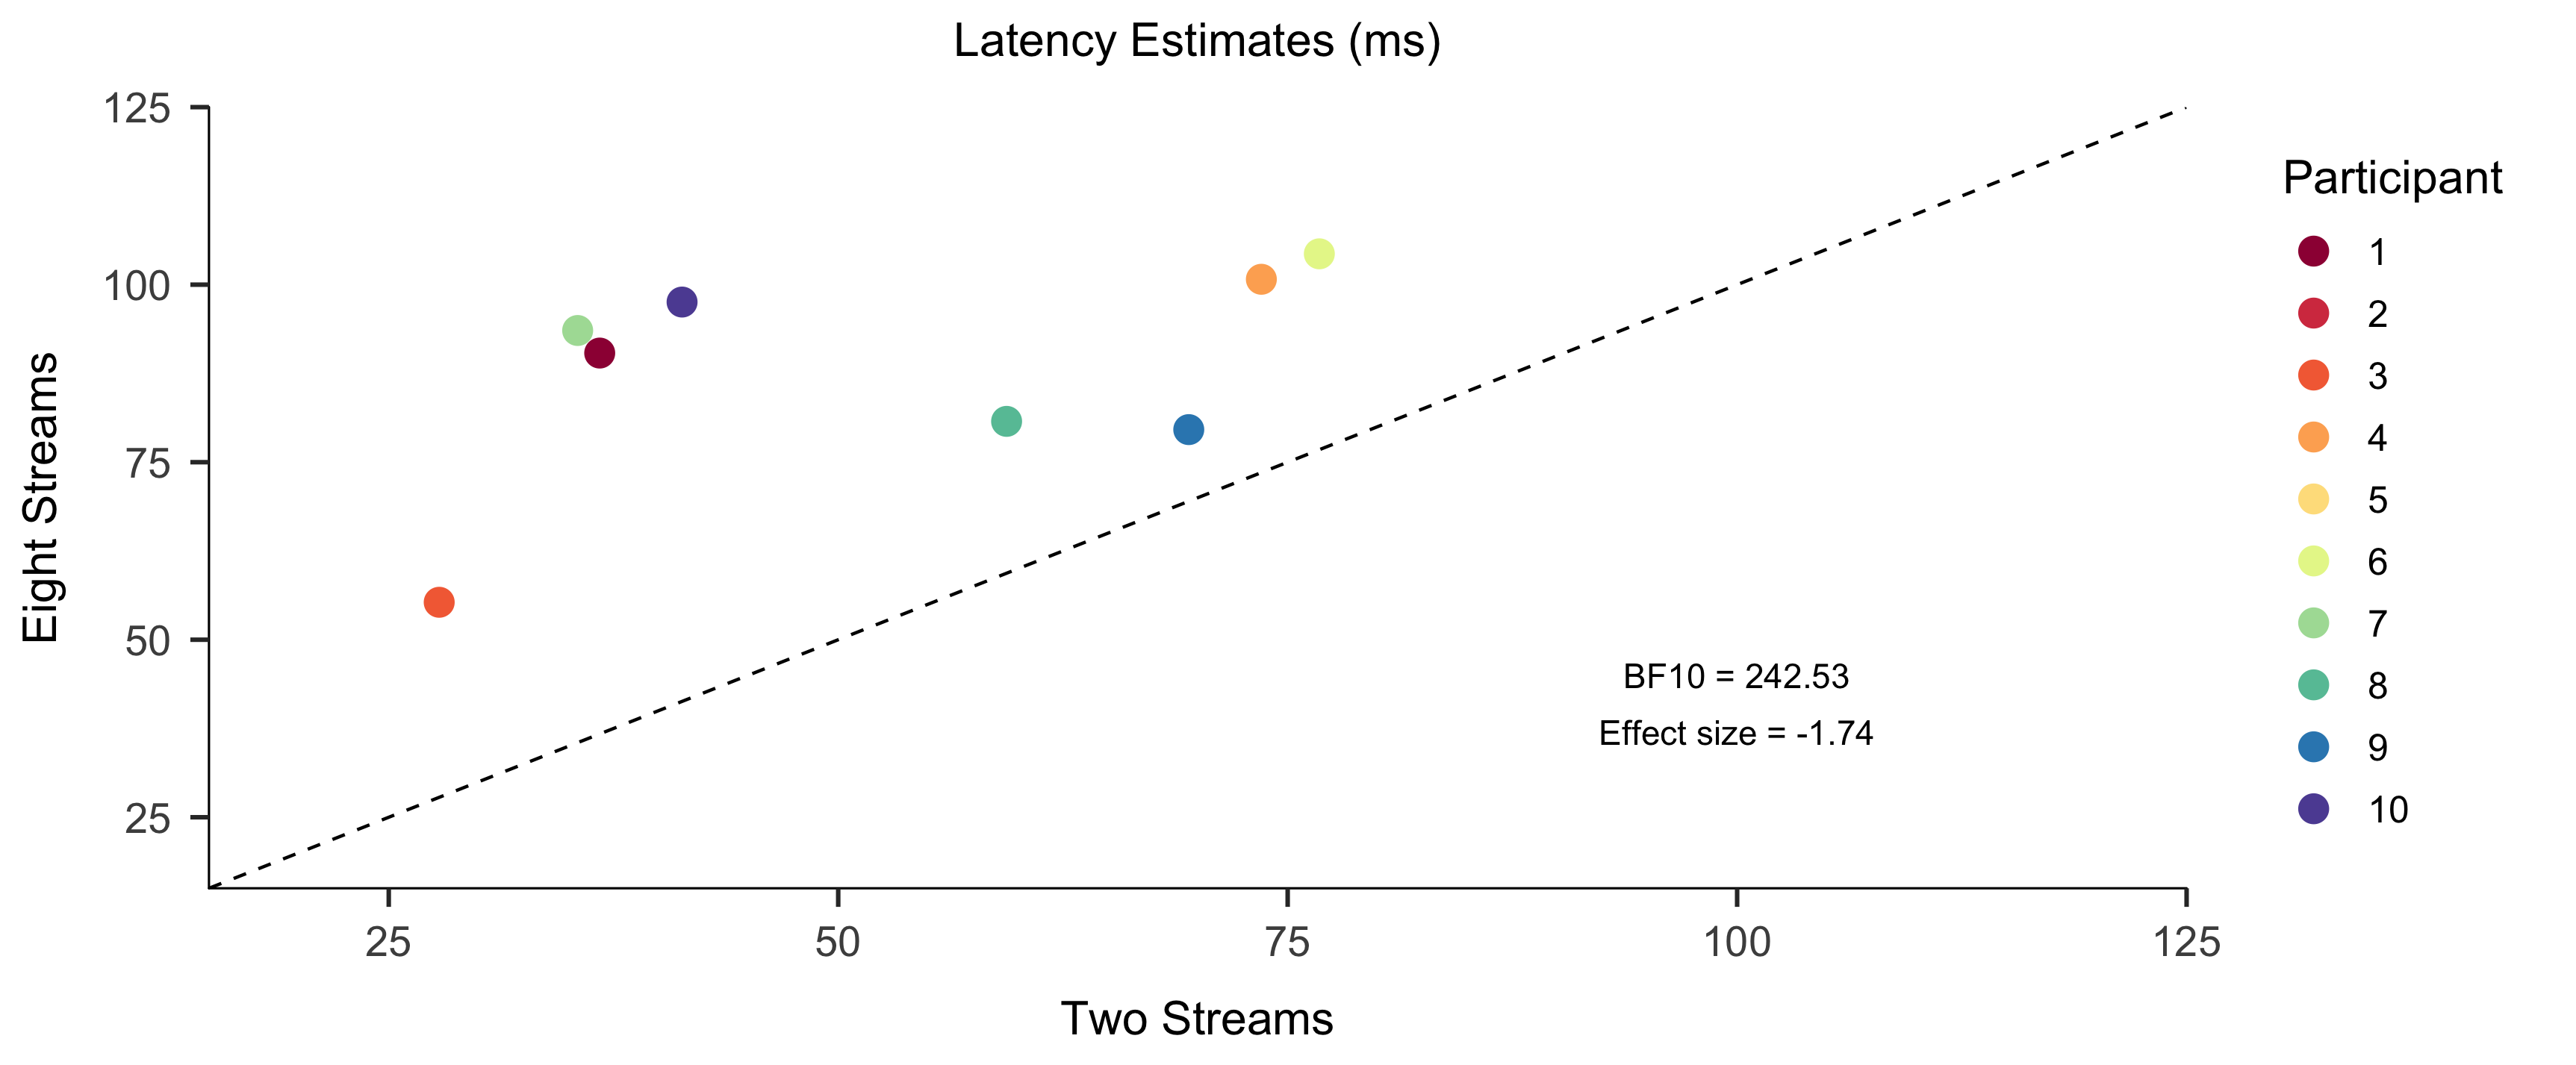 Latency Estimates (ms)
125
100
75
50
25
Eight Streams
BF10 = 242.53
Effect size = -1.74
25 50 75 100 125
Two Streams
Participant
1
2
3
4
5
6
7
8
9
10